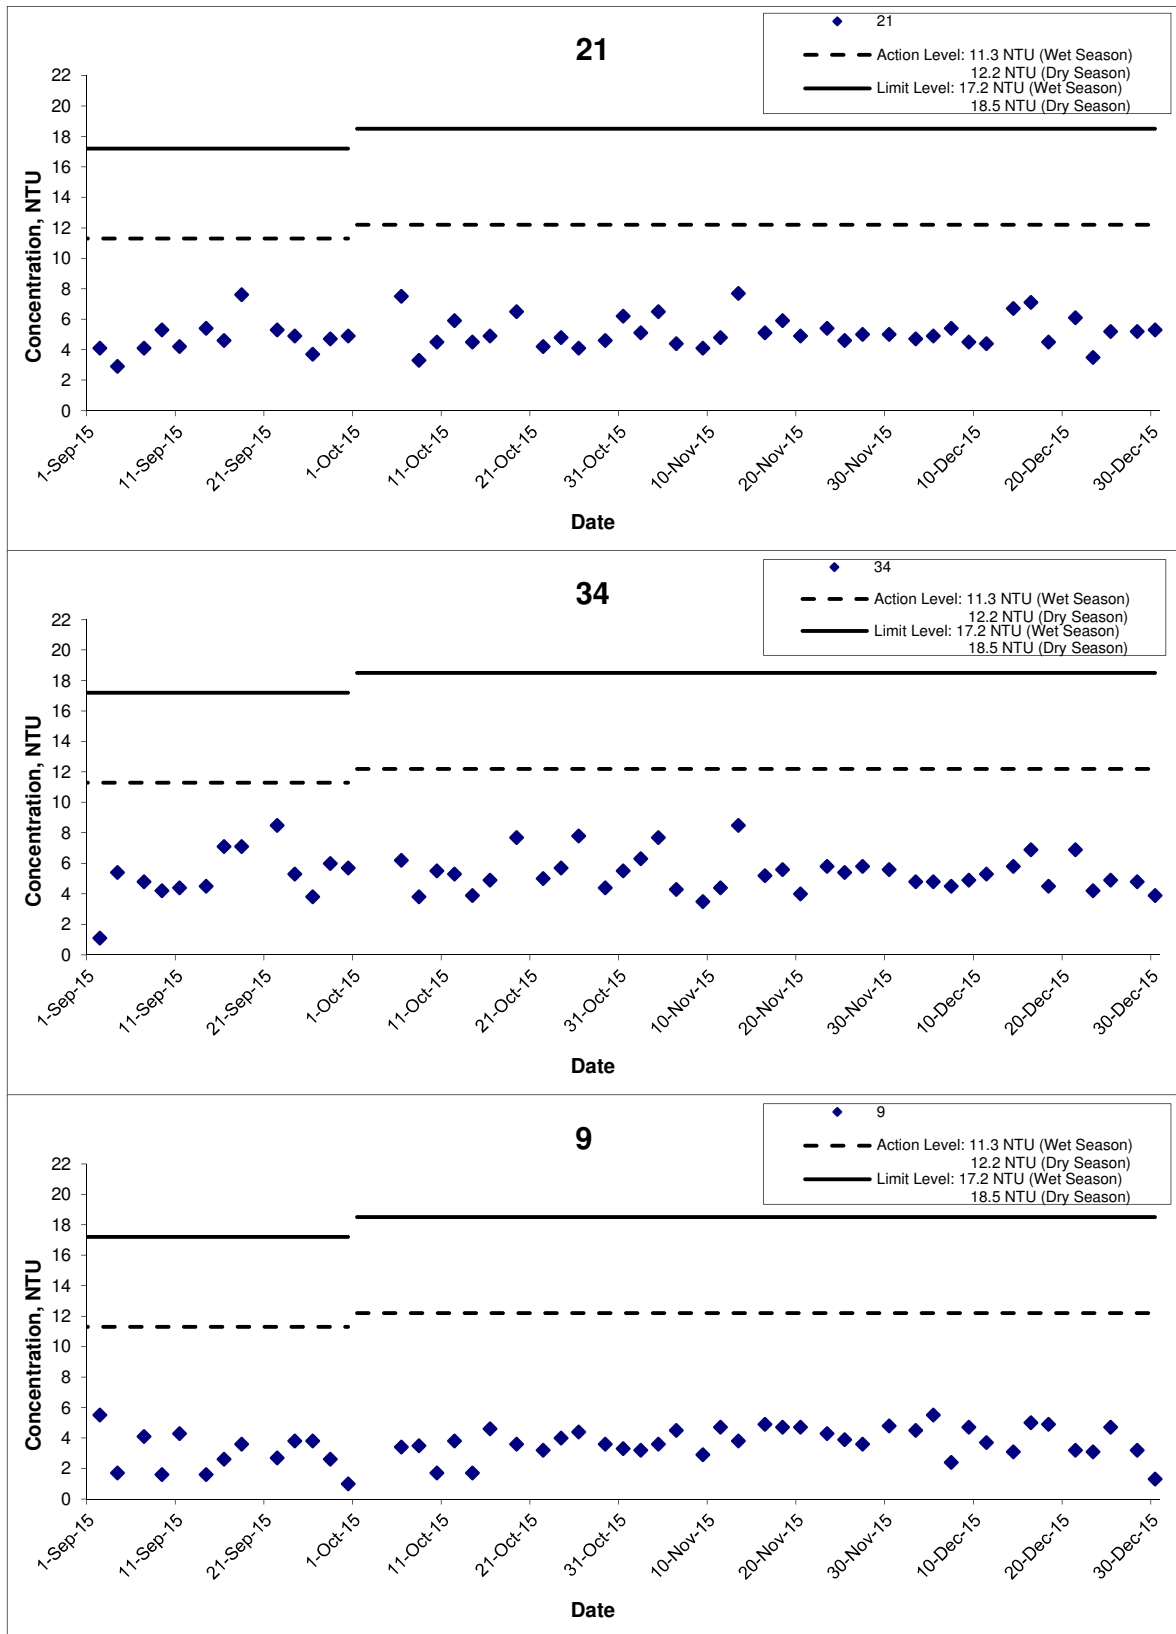 21
21
Action Level: 11.3 NTU (Wet Season)
12.2 NTU (Dry Season)
Limit Level: 17.2 NTU (Wet Season)
18.5 NTU (Dry Season)
Concentration, NTU
22
20
18
16
14
12
10
8
6
4
2
0
1-Sep-15
11-Sep-15
21-Sep-15
1-Oct-15
11-Oct-15
21-Oct-15
31-Oct-15
10-Nov-15
20-Nov-15
30-Nov-15
10-Dec-15
20-Dec-15
30-Dec-15
Date
34
34
Action Level: 11.3 NTU (Wet Season)
12.2 NTU (Dry Season)
Limit Level: 17.2 NTU (Wet Season)
18.5 NTU (Dry Season)
Concentration, NTU
22
20
18
16
14
12
10
8
6
4
2
0
1-Sep-15
11-Sep-15
21-Sep-15
1-Oct-15
11-Oct-15
21-Oct-15
31-Oct-15
10-Nov-15
20-Nov-15
30-Nov-15
10-Dec-15
20-Dec-15
30-Dec-15
Date
9
9
Action Level: 11.3 NTU (Wet Season)
12.2 NTU (Dry Season)
Limit Level: 17.2 NTU (Wet Season)
18.5 NTU (Dry Season)
Concentration, NTU
22
20
18
16
14
12
10
8
6
4
2
0
1-Sep-15
11-Sep-15
21-Sep-15
1-Oct-15
11-Oct-15
21-Oct-15
31-Oct-15
10-Nov-15
20-Nov-15
30-Nov-15
10-Dec-15
20-Dec-15
30-Dec-15
Date